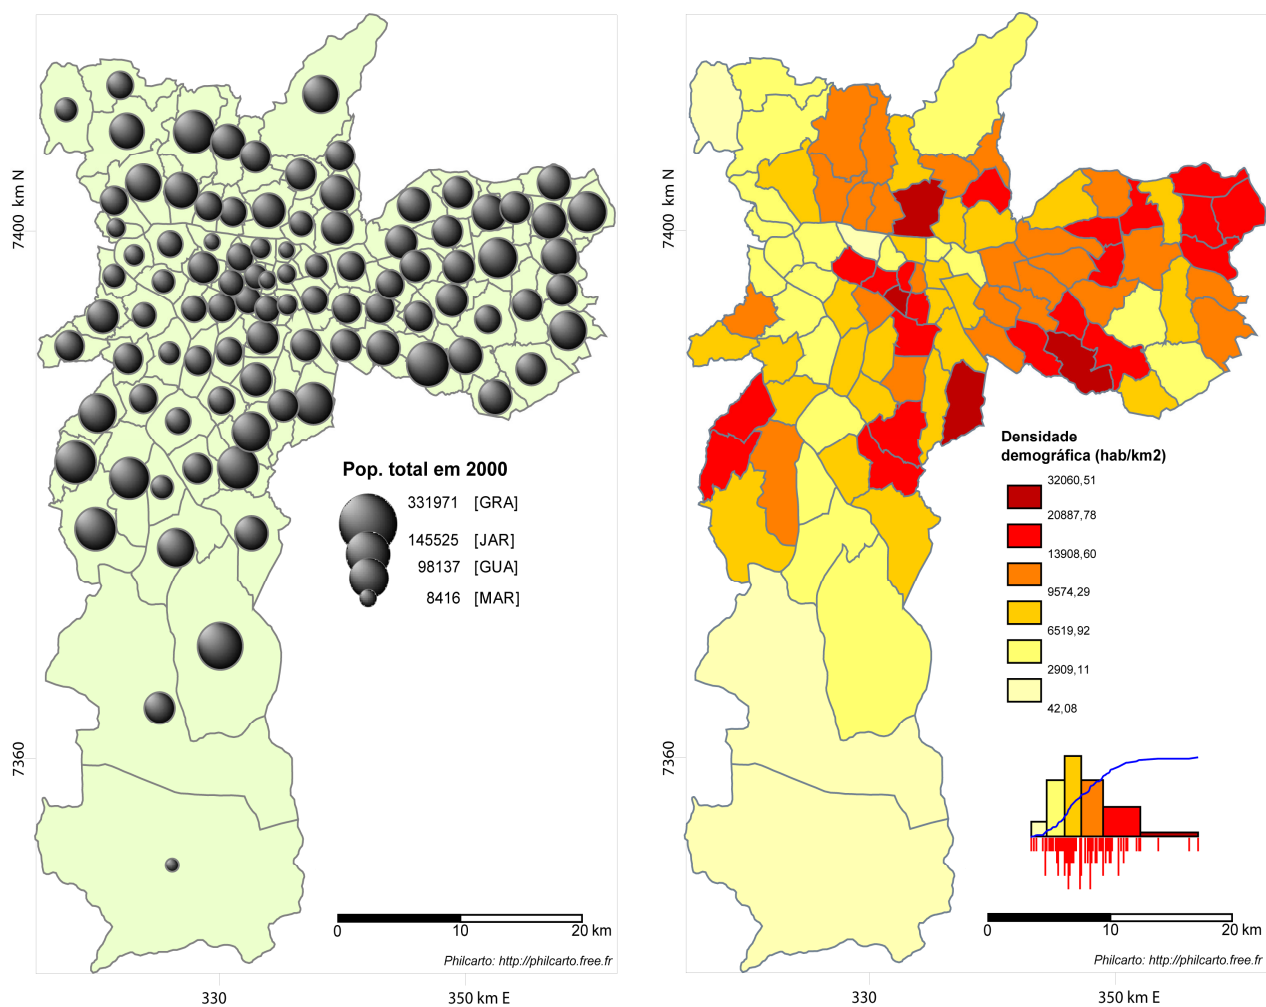 7400 km N
7360
Pop. total em 2000
331971 [GRA]
145525 [JAR]
98137 [GUA]
8416 [MAR]
0 10 20 km
Philcarto: http://philcarto.free.fr
330 350 km E
7400 km N
7360
Densidade
demográfica (hab/km2)
32060,51
20887,78
13908,60
9574,29
6519,92
2909,11
42,08
0 10 20 km
Philcarto: http://philcarto.free.fr
330 350 km E